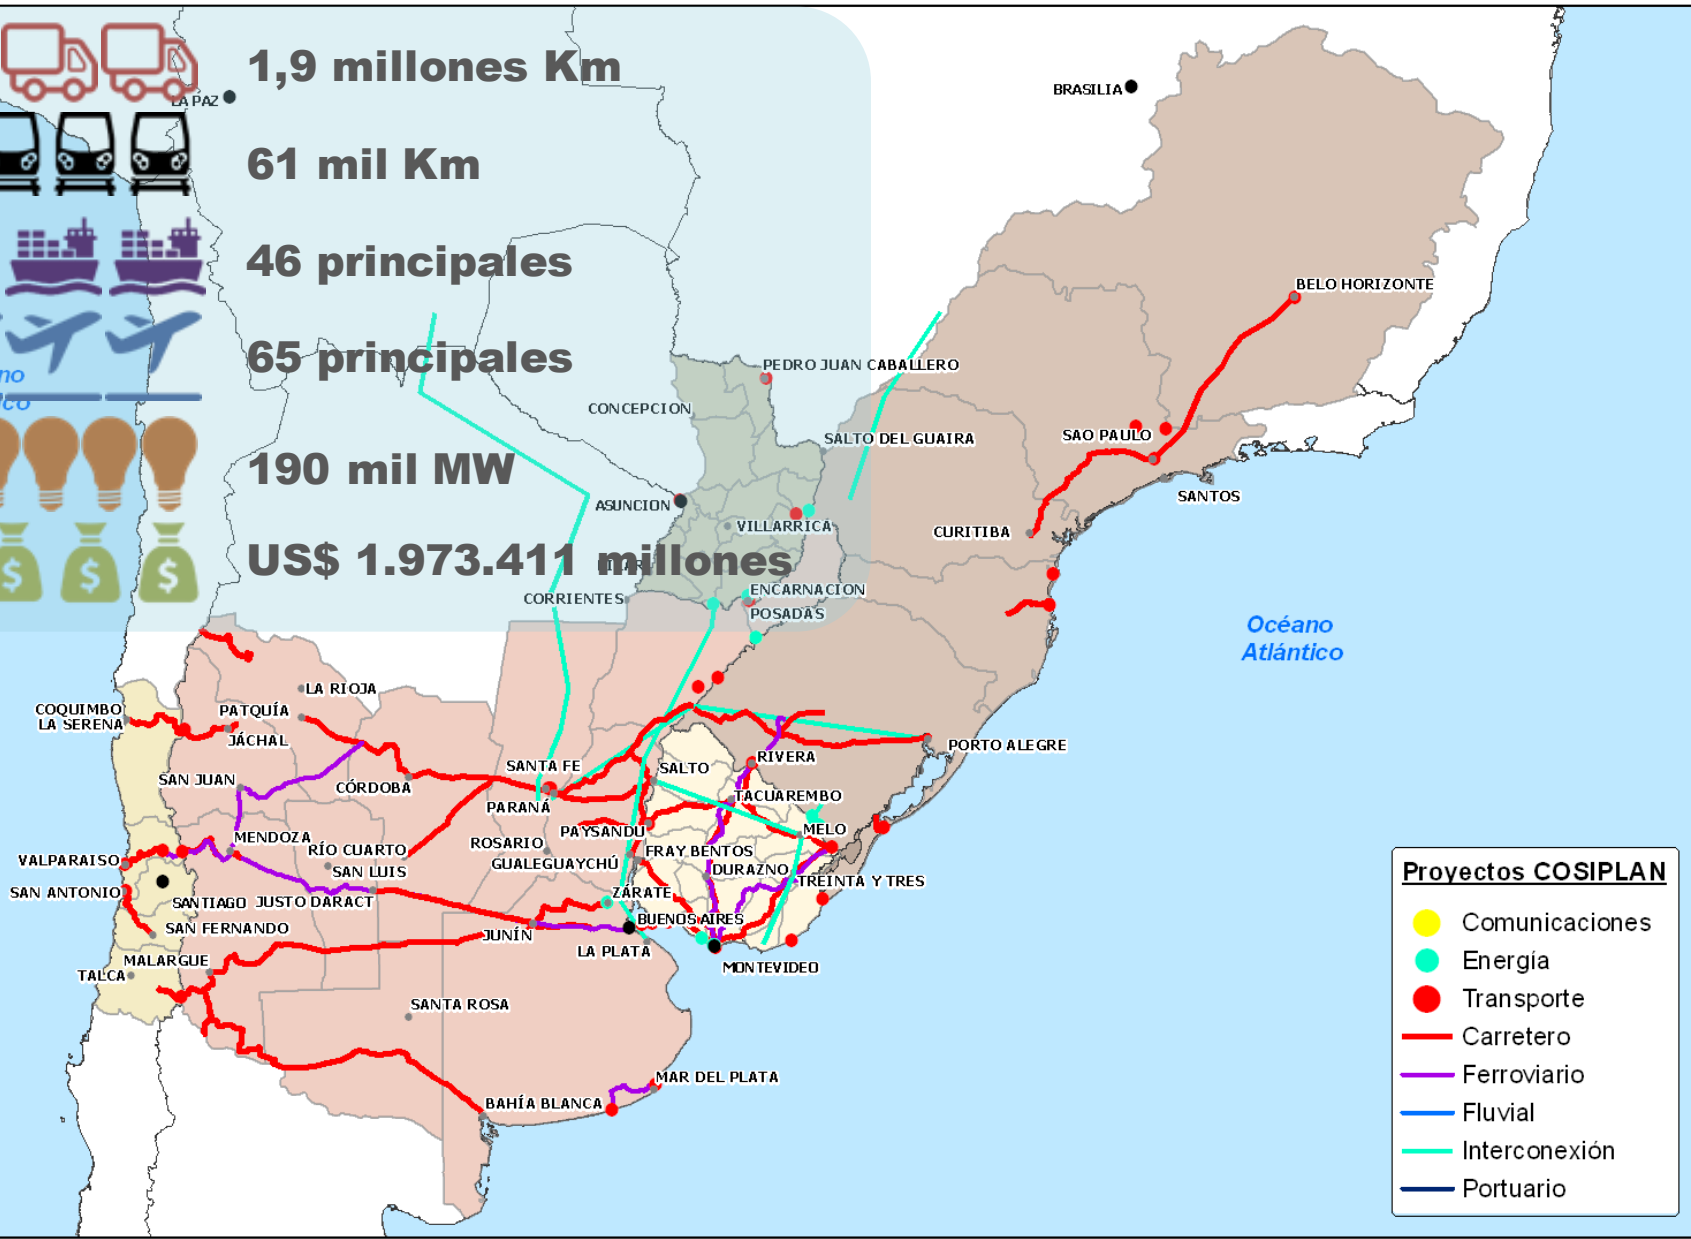 1,9 millones Km
LA PAZ
BRASILIA
61 mil Km
46 principales
BELO HORIZONTE
65 principales
PEDRO JUAN CABALLERO
no
ico
CONCEPCION
SAO PAULO
SALTO DEL GUAIRA
190 mil MW
SANTOS
ASUNCION
VILLARRICA
CURITIBA
US$ 1.973.411 millones
ENCARNACION
CORRIENTES
POSADAS
Océano
Atlántico
LA RIOJA
COQUIMBO
LA SERENA
PATQUÍA
JÁCHAL
PORTO ALEGRE
RIVERA
SANTA FE
SALTO
SAN JUAN
CÓRDOBA
TACUAREMBO
PARANÁ
PAYSANDU
MELO
MENDOZA
ROSARIO
RÍO CUARTO
FRAY BENTOS
VALPARAISO
GUALEGUAYCHÚ
SAN LUIS
DURAZNO
TREINTA Y TRES
SAN ANTONIO
ZÁRATE
SANTIAGO
JUSTO DARACT
BUENOS AIRES
SAN FERNANDO
JUNÍN
LA PLATA
MALARGUE
MONTEVIDEO
TALCA
SANTA ROSA
MAR DEL PLATA
BAHÍA BLANCA
Proyectos COSIPLAN
Comunicaciones
Energía
Transporte
Carretero
Ferroviario
Fluvial
Interconexión
Portuario